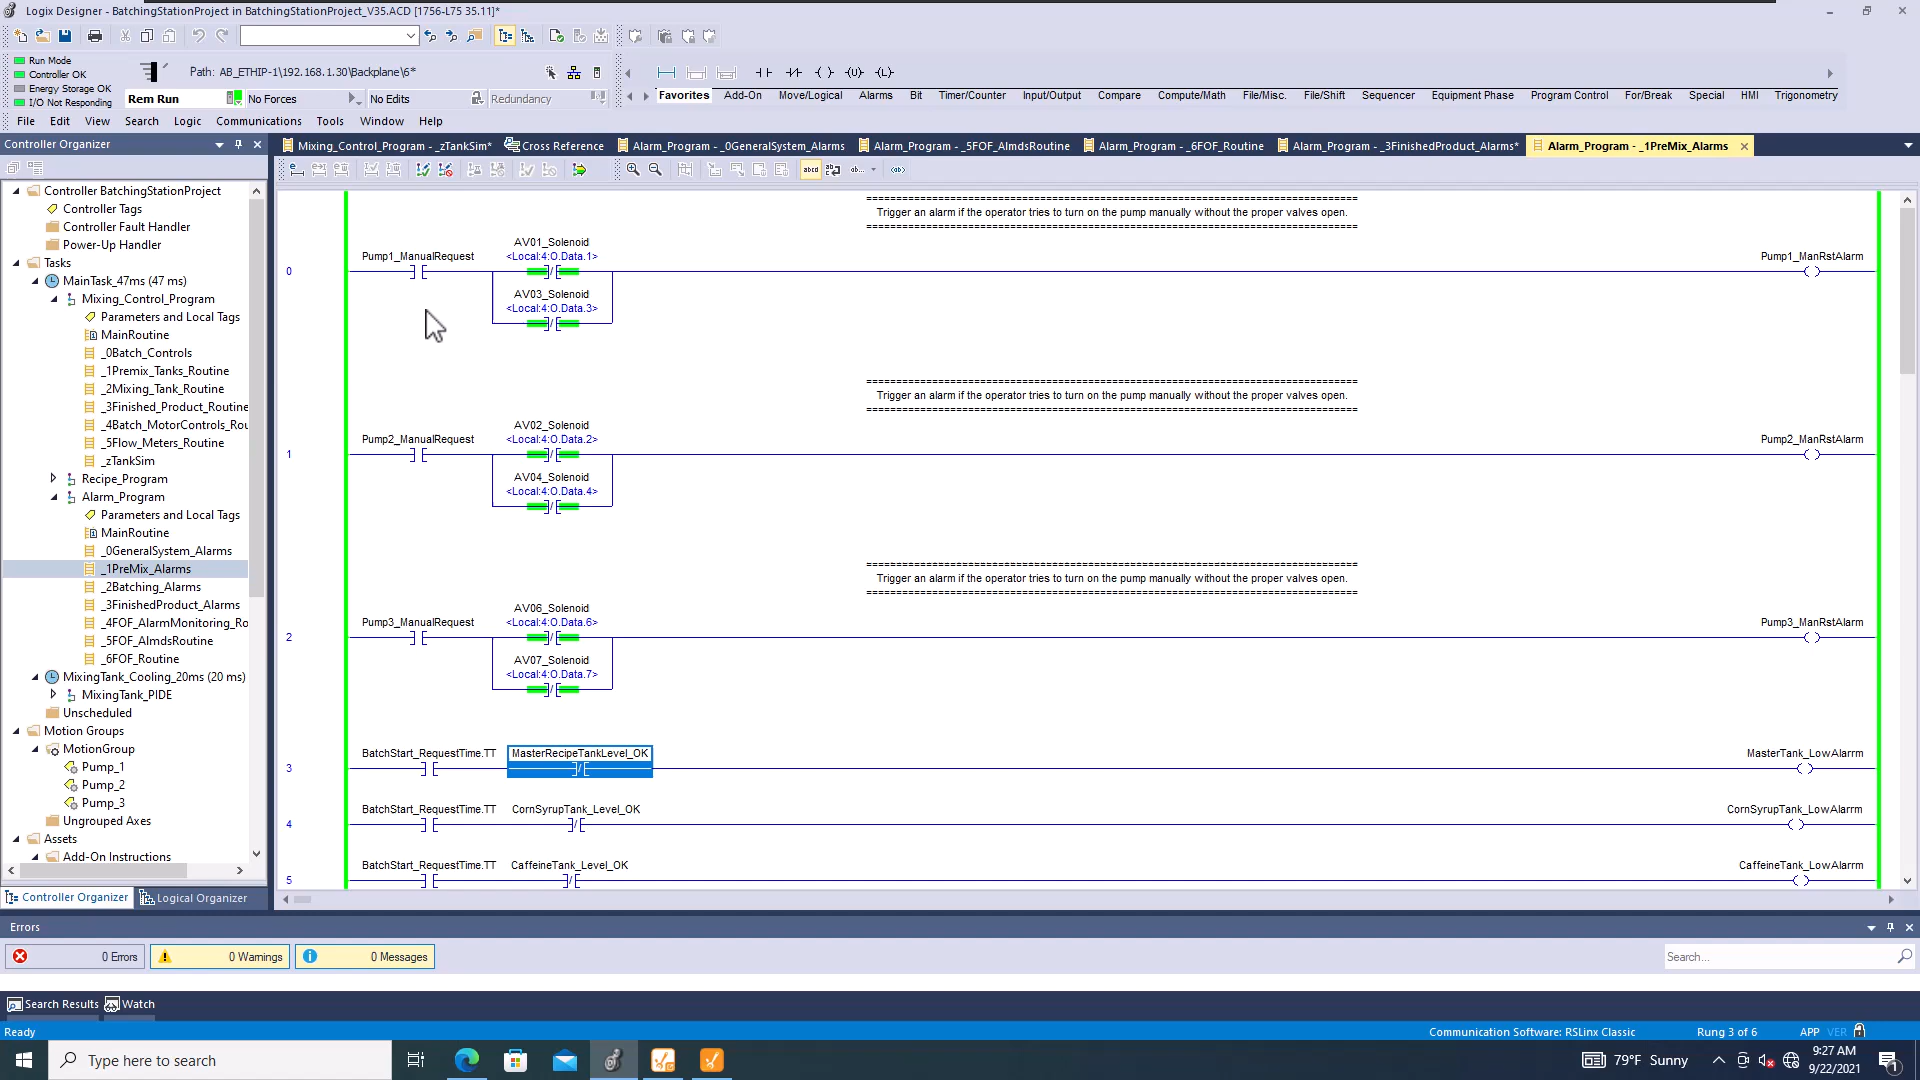 Logix Designer - BatchingStationProject in BatchingStationProject_V35.ACD [1756-L75 35.11]*
Run Mode
Controller OK
Energy Storage OK
I/O Not Responding
Path: AB_ETHIP-1\192.168.1.30\Backplane\6*
Rem Run
No Forces
No Edits
Redundancy
Favorites Add-On Move/Logical Alarms Bit Timer/Counter Input/Output Compare Compute/Math File/Misc. File/Shift Sequencer Equipment Phase Program Control For/Break Special HMI Trigonometry
File Edit View Search Logic Communications Tools Window Help
Controller Organizer
Mixing_Control_Program - _zTankSim* Cross Reference Alarm_Program - _0GeneralSystem_Alarms Alarm_Program - _5FOF_AlmdsRoutine Alarm_Program - _6FOF_Routine Alarm_Program - _3FinishedProduct_Alarms* Alarm_Program - _1PreMix_Alarms
Controller BatchingStationProject
Controller Tags
Controller Fault Handler
Power-Up Handler
Tasks
MainTask_47ms (47 ms)
Mixing_Control_Program
Parameters and Local Tags
MainRoutine
_0Batch_Controls
_1Premix_Tanks_Routine
_2Mixing_Tank_Routine
_3Finished_Product_Routine
_4Batch_MotorControls_Rou
_5Flow_Meters_Routine
_zTankSim
Recipe_Program
Alarm_Program
Parameters and Local Tags
MainRoutine
_0GeneralSystem_Alarms
_1PreMix_Alarms
_2Batching_Alarms
_3FinishedProduct_Alarms
_4FOF_AlarmMonitoring_Ro
_5FOF_AlmdsRoutine
_6FOF_Routine
MixingTank_Cooling_20ms (20 ms)
MixingTank_PIDE
Unscheduled
Motion Groups
MotionGroup
Pump_1
Pump_2
Pump_3
Ungrouped Axes
Assets
Add-On Instructions
Controller Organizer
Logical Organizer
==================================================
Trigger an alarm if the operator tries to turn on the pump manually without the proper valves open.
==================================================
0
Pump1_ManualRequest
AV01_Solenoid
<Local:4:O.Data.1>
AV03_Solenoid
<Local:4:O.Data.3>
Pump1_ManRstAlarm
==================================================
Trigger an alarm if the operator tries to turn on the pump manually without the proper valves open.
==================================================
1
Pump2_ManualRequest
AV02_Solenoid
<Local:4:O.Data.2>
AV04_Solenoid
<Local:4:O.Data.4>
Pump2_ManRstAlarm
==================================================
Trigger an alarm if the operator tries to turn on the pump manually without the proper valves open.
==================================================
2
Pump3_ManualRequest
AV06_Solenoid
<Local:4:O.Data.6>
AV07_Solenoid
<Local:4:O.Data.7>
Pump3_ManRstAlarm
3
BatchStart_RequestTime.TT MasterRecipeTankLevel_OK MasterTank_LowAlarrm
4
BatchStart_RequestTime.TT CornSyrupTank_Level_OK CornSyrupTank_LowAlarrm
5
BatchStart_RequestTime.TT CaffeineTank_Level_OK CaffeineTank_LowAlarrm
Errors
0 Errors
0 Warnings
0 Messages
Search...
Search Results
Watch
Ready
Communication Software: RSLinx Classic
Rung 3 of 6
APP VER
Type here to search
79°F Sunny
9:27 AM
9/22/2021
1